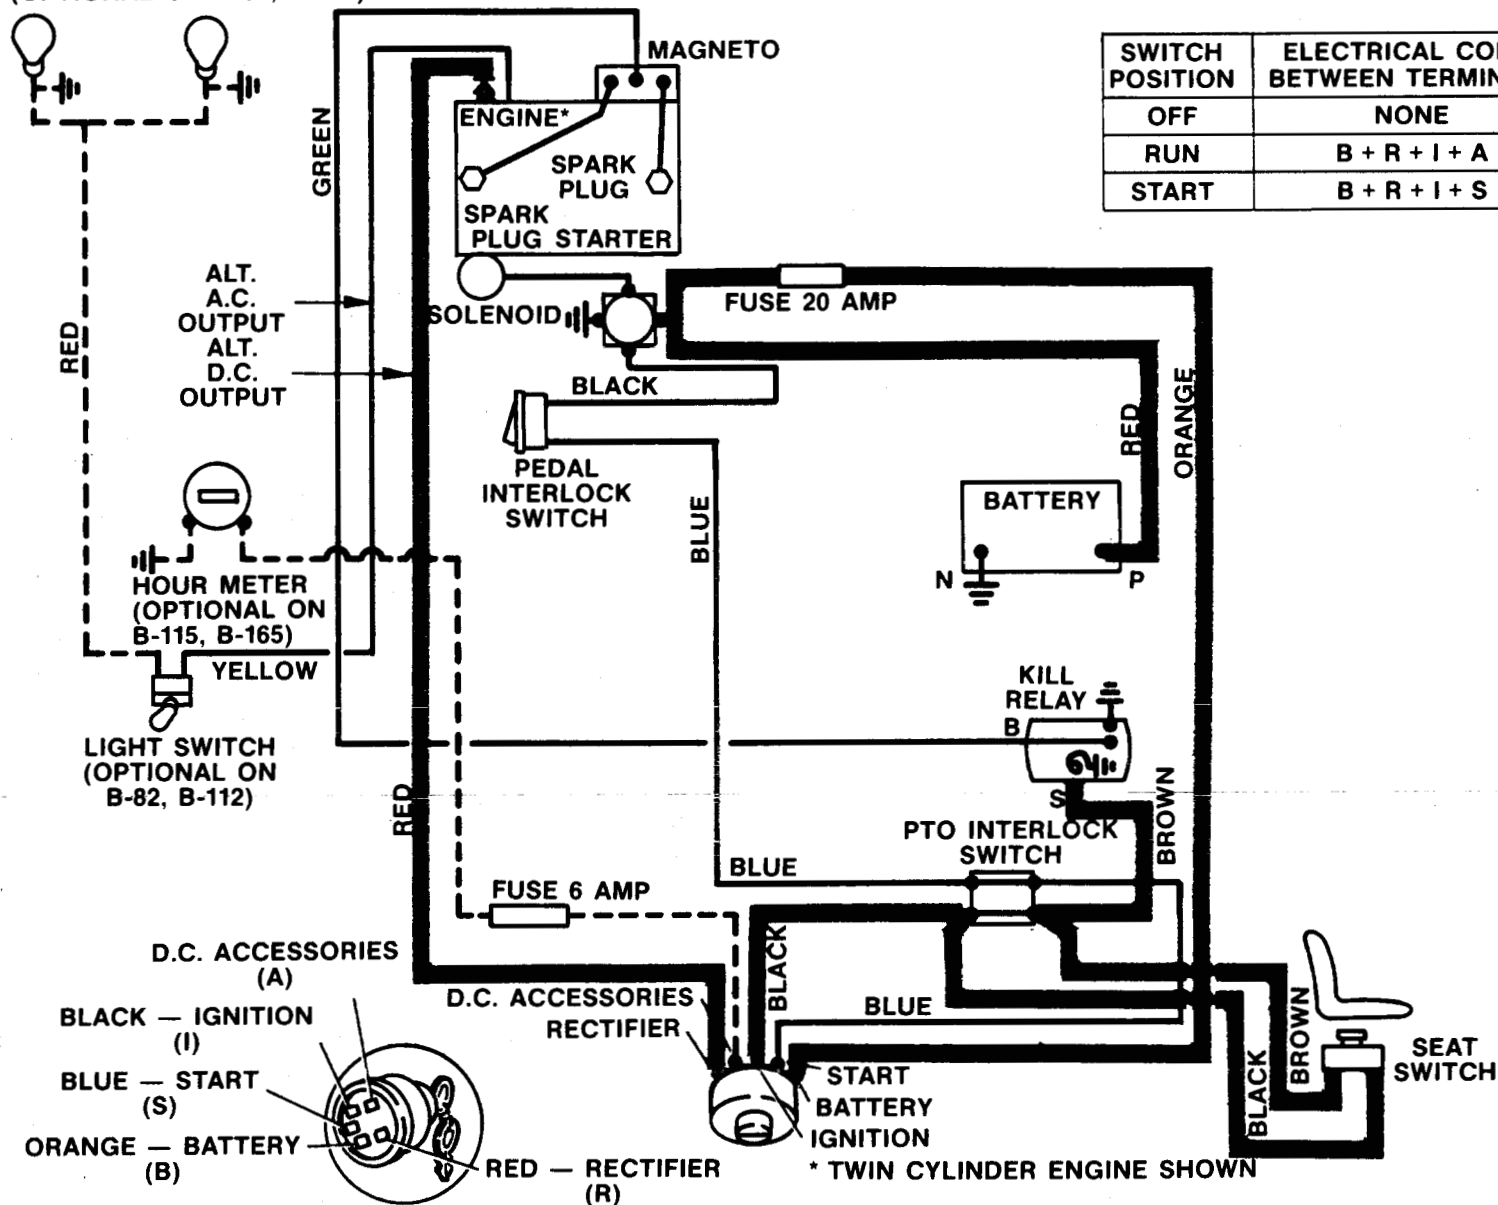 MAGNETO
SWITCH POSITION
ELECTRICAL CO
BETWEEN TERMIN
OFF
NONE
RUN
B + R + I + A
START
B + R + I + S
GREEN
ENGINE*
SPARK
PLUG
SPARK
PLUG STARTER
ALT.
A.C.
OUTPUT
ALT.
D.C.
OUTPUT
RED
SOLENOID
FUSE 20 AMP
BLACK
PEDAL
INTERLOCK
SWITCH
BLUE
RED
ORANGE
BATTERY
N
P
HOUR METER
(OPTIONAL ON
B-115, B-165)
YELLOW
LIGHT SWITCH
(OPTIONAL ON
B-82, B-112)
RED
KILL
RELAY
B
S
BROWN
PTO INTERLOCK
SWITCH
BLUE
FUSE 6 AMP
BLACK
D.C. ACCESSORIES
RECTIFIER
BLUE
START
BATTERY
IGNITION
BLACK
BROWN
SEAT
SWITCH
D.C. ACCESSORIES
(A)
BLACK — IGNITION
(I)
BLUE — START
(S)
ORANGE — BATTERY
(B)
RED — RECTIFIER
(R)
* TWIN CYLINDER ENGINE SHOWN